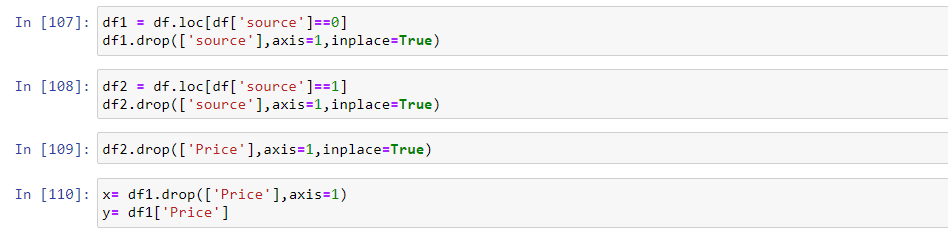 In [107]: df1 = df.loc[df['source']==0]
df1.drop(['source'],axis=1,inplace=True)
In [108]: df2 = df.loc[df['source']==1]
df2.drop(['source'],axis=1,inplace=True)
In [109]: df2.drop(['Price'],axis=1,inplace=True)
In [110]: x= df1.drop(['Price'],axis=1)
y= df1['Price']